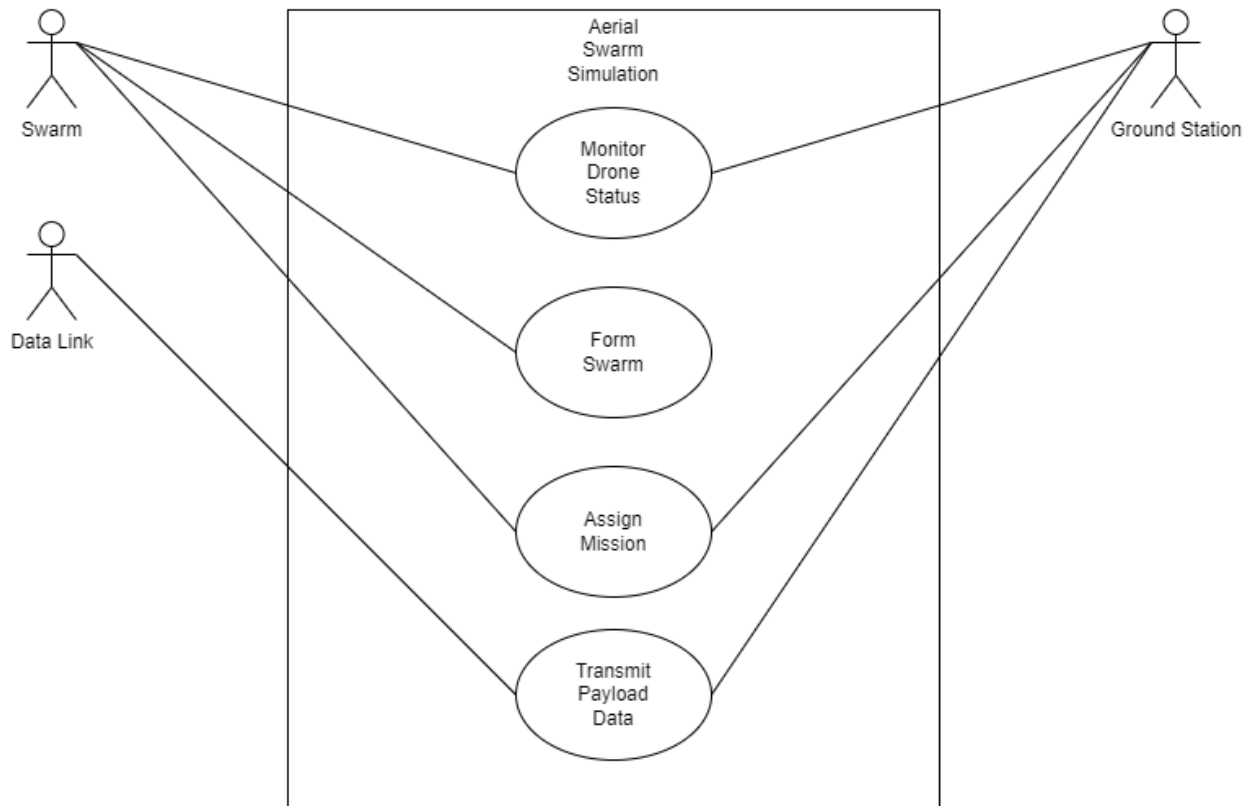 Aerial
Swarm
Simulation
Swarm
Ground Station
Monitor
Drone
Status
Data Link
Form
Swarm
Assign
Mission
Transmit
Payload
Data